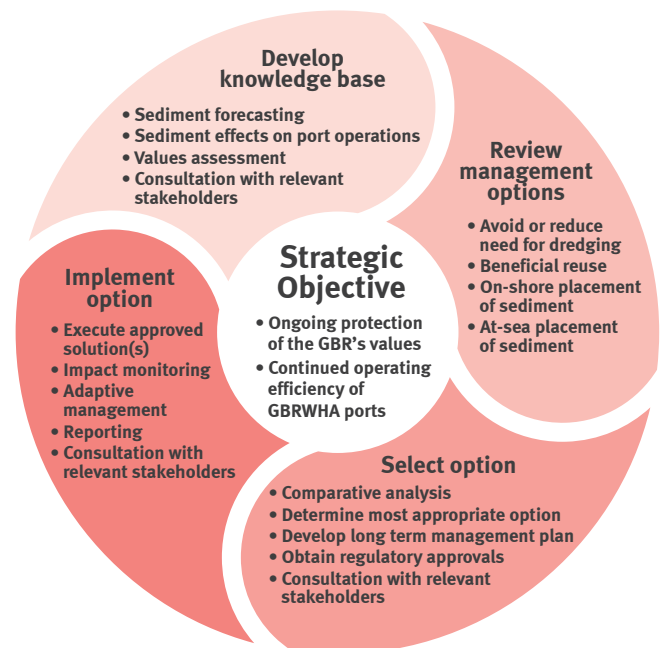 Develop
knowledge base
• Sediment forecasting
• Sediment effects on port operations
• Values assessment
• Consultation with relevant
stakeholders
Review
management
options
• Avoid or reduce
need for dredging
• Beneficial reuse
• On-shore placement
of sediment
• At-sea placement
of sediment
Strategic
Objective
• Ongoing protection
of the GBR's values
• Continued operating
efficiency of
GBRWHA ports
Select option
• Comparative analysis
• Determine most appropriate option
• Develop long term management plan
• Obtain regulatory approvals
• Consultation with relevant
stakeholders
Implement
option
• Execute approved
solution(s)
• Impact monitoring
• Adaptive
management
• Reporting
• Consultation with
relevant stakeholders